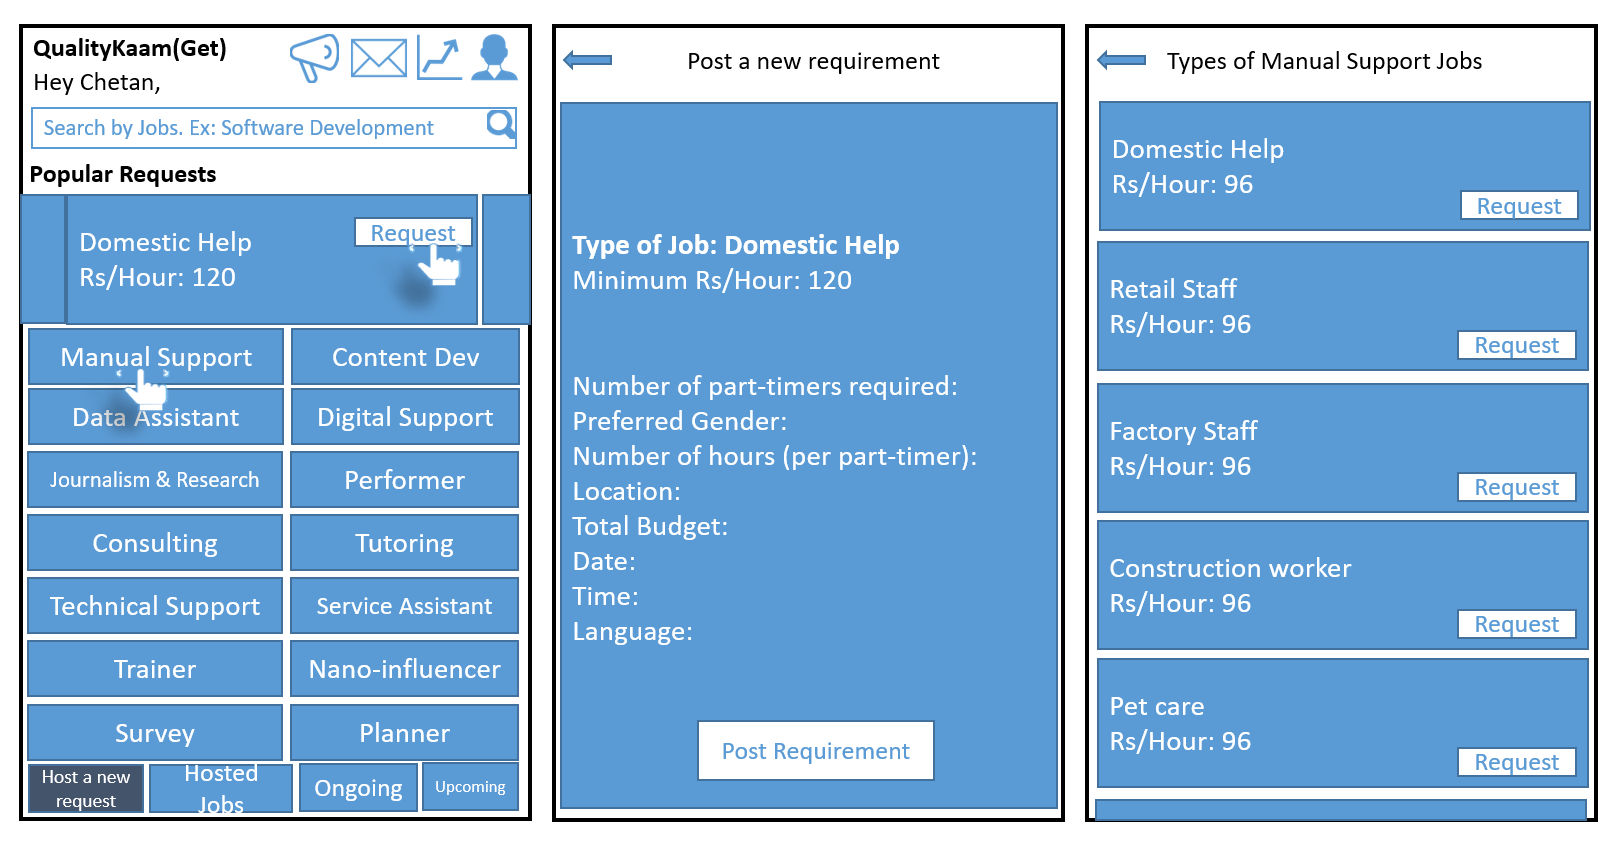 QualityKaam(Get)
Hey Chetan,
Search by Jobs. Ex: Software Development
Popular Requests
Domestic Help
Rs/Hour: 120
Request
Manual Support
Content Dev
Data Assistant
Digital Support
Journalism & Research
Performer
Consulting
Tutoring
Technical Support
Service Assistant
Trainer
Nano-influencer
Survey
Planner
Host a new
request
Hosted
Jobs
Ongoing
Upcoming
Post a new requirement
Type of Job: Domestic Help
Minimum Rs/Hour: 120
Number of part-timers required:
Preferred Gender:
Number of hours (per part-timer):
Location:
Total Budget:
Date:
Time:
Language:
Post Requirement
Types of Manual Support Jobs
Domestic Help
Rs/Hour: 96
Request
Retail Staff
Rs/Hour: 96
Request
Factory Staff
Rs/Hour: 96
Request
Construction worker
Rs/Hour: 96
Request
Pet care
Rs/Hour: 96
Request